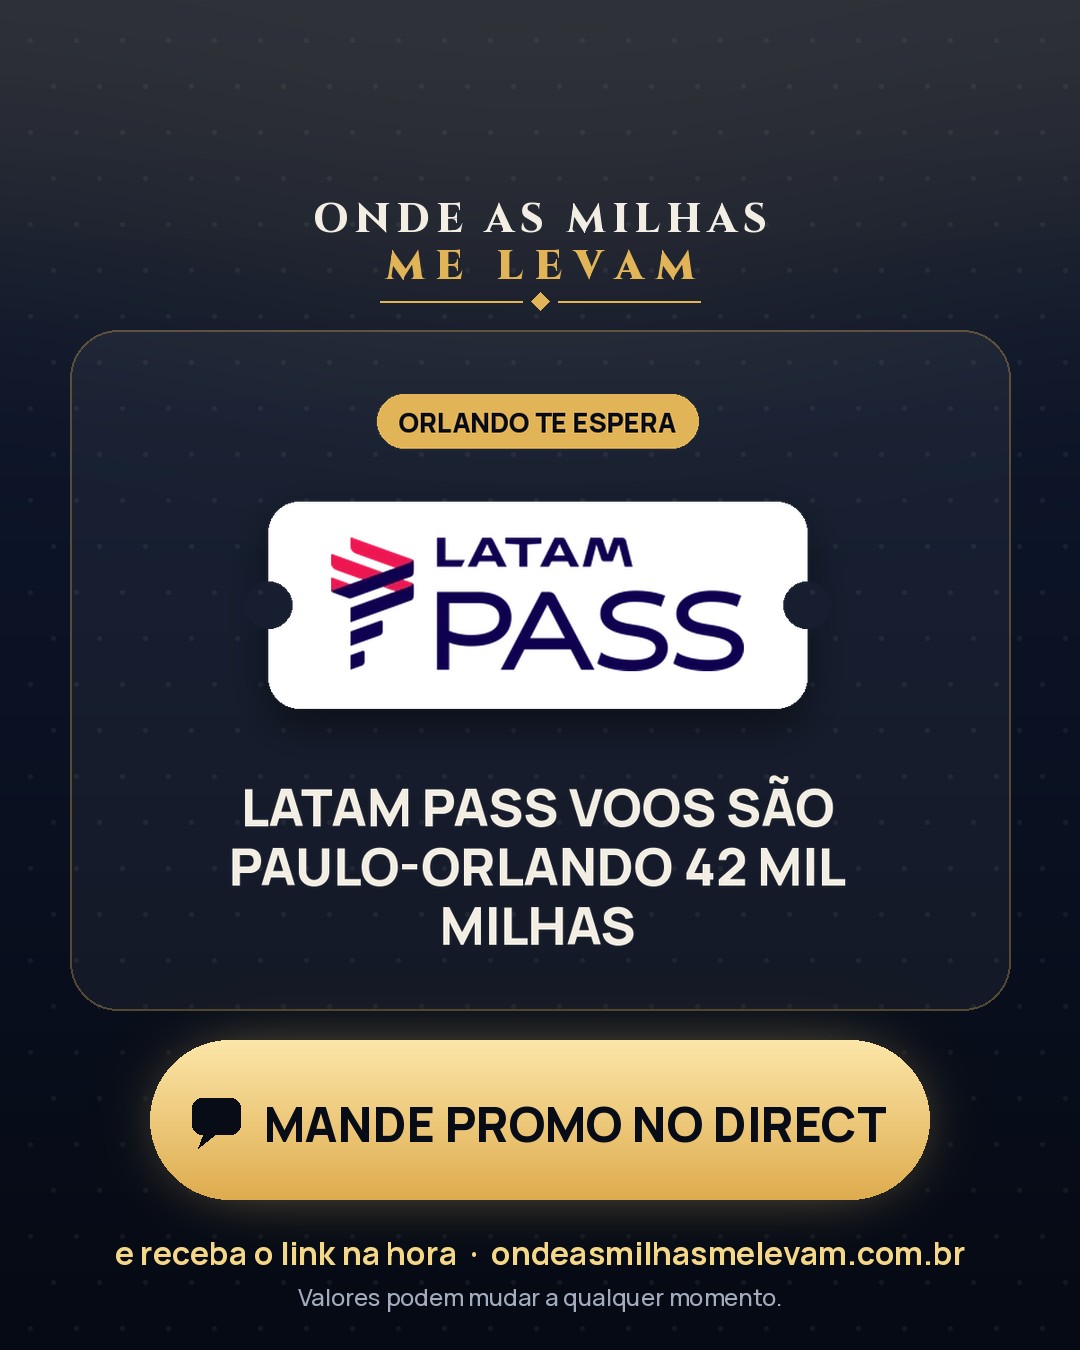 ONDE AS MILHAS
ME LEVAM
ORLANDO TE ESPERA
LATAM
PASS
LATAM PASS VOOS SÃO
PAULO-ORLANDO 42 MIL
MILHAS
MANDE PROMO NO DIRECT
e receba o link na hora · ondeasmilhasmelevam.com.br
Valores podem mudar a qualquer momento.